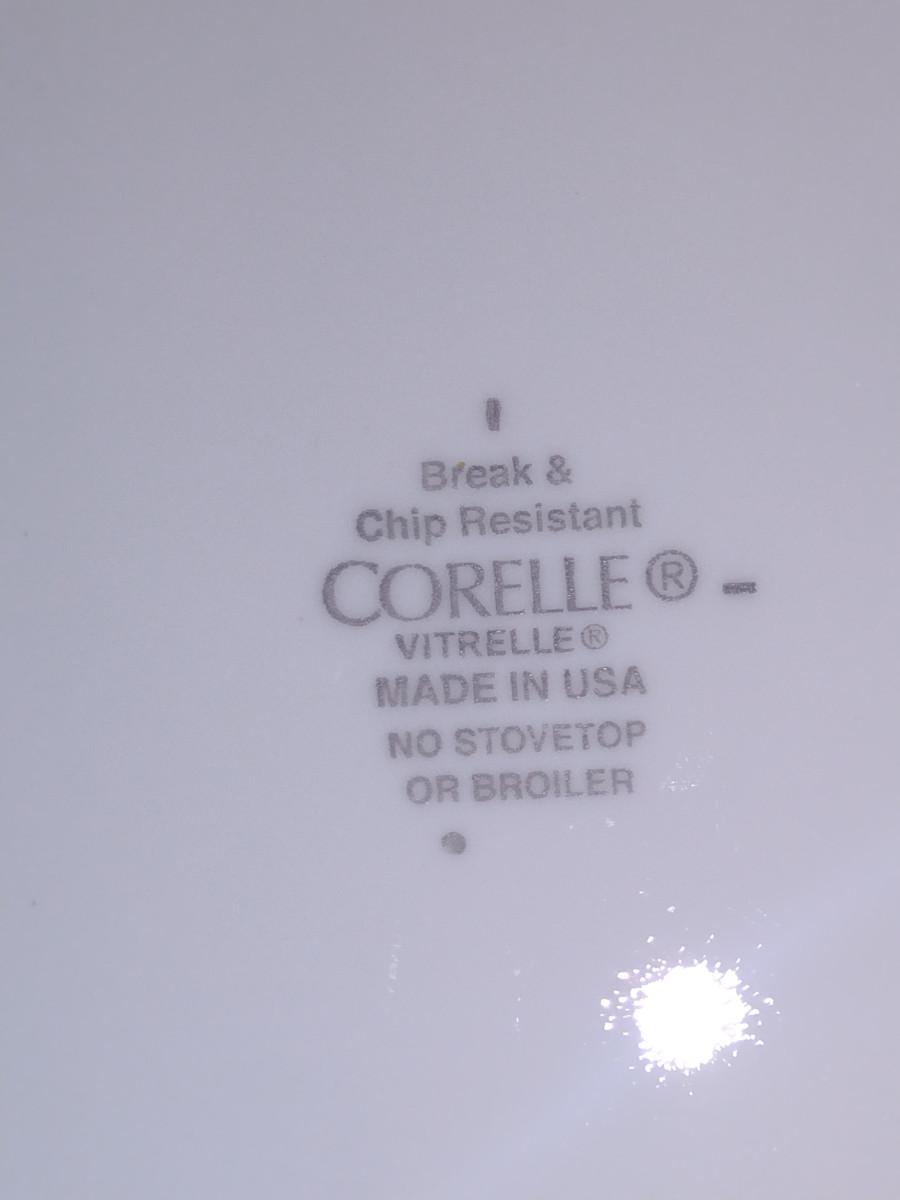 Break &
Chip Resistant
CORELLE®
VITRELLE®
MADE IN USA
NO STOVETOP
OR BROILER